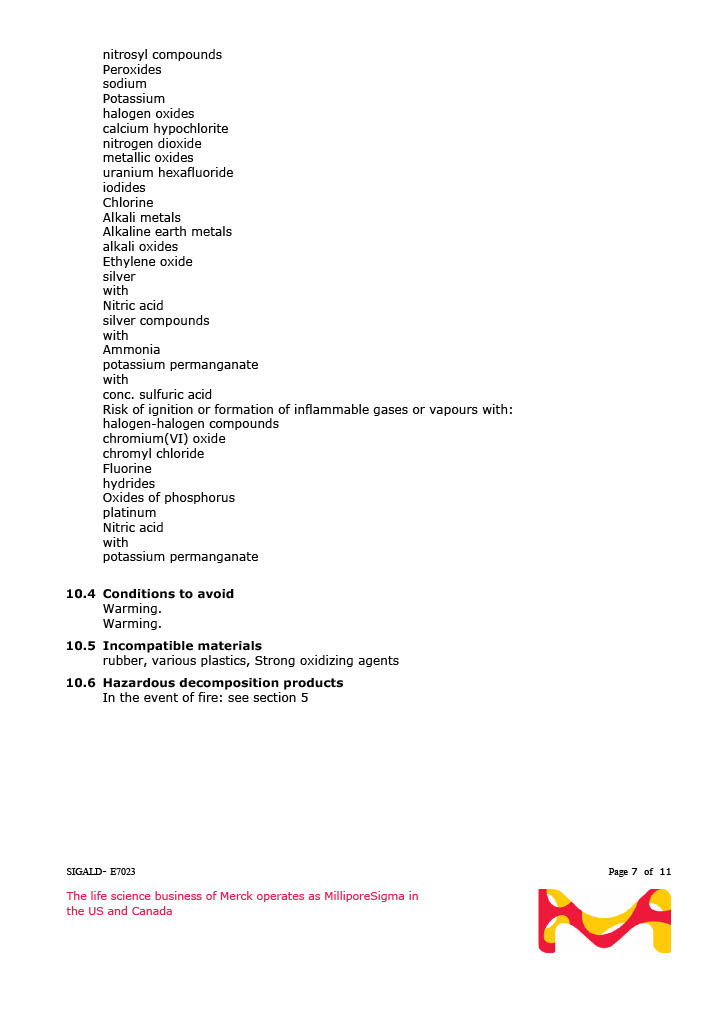 nitrosyl compounds
Peroxides
sodium
Potassium
halogen oxides
calcium hypochlorite
nitrogen dioxide
metallic oxides
uranium hexafluoride
iodides
Chlorine
Alkali metals
Alkaline earth metals
alkali oxides
Ethylene oxide
silver
with
Nitric acid
silver compounds
with
Ammonia
potassium permanganate
with
conc. sulfuric acid
Risk of ignition or formation of inflammable gases or vapours with:
halogen-halogen compounds
chromium(VI) oxide
chromyl chloride
Fluorine
hydrides
Oxides of phosphorus
platinum
Nitric acid
with
potassium permanganate
10.4 Conditions to avoid
Warming.
Warming.
10.5 Incompatible materials
rubber, various plastics, Strong oxidizing agents
10.6 Hazardous decomposition products
In the event of fire: see section 5
SIGALD- E7023 Page 7 of 11
The life science business of Merck operates as MilliporeSigma in
the US and Canada